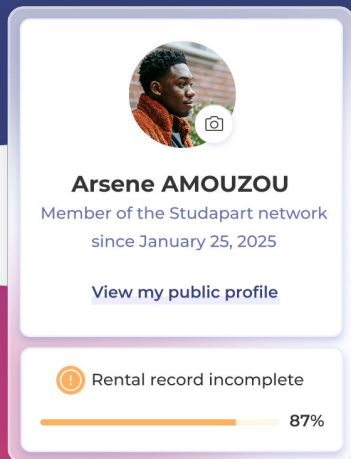 Arsene AMOUZOU
Member of the Studapart network
since January 25, 2025
View my public profile
Rental record incomplete
87%